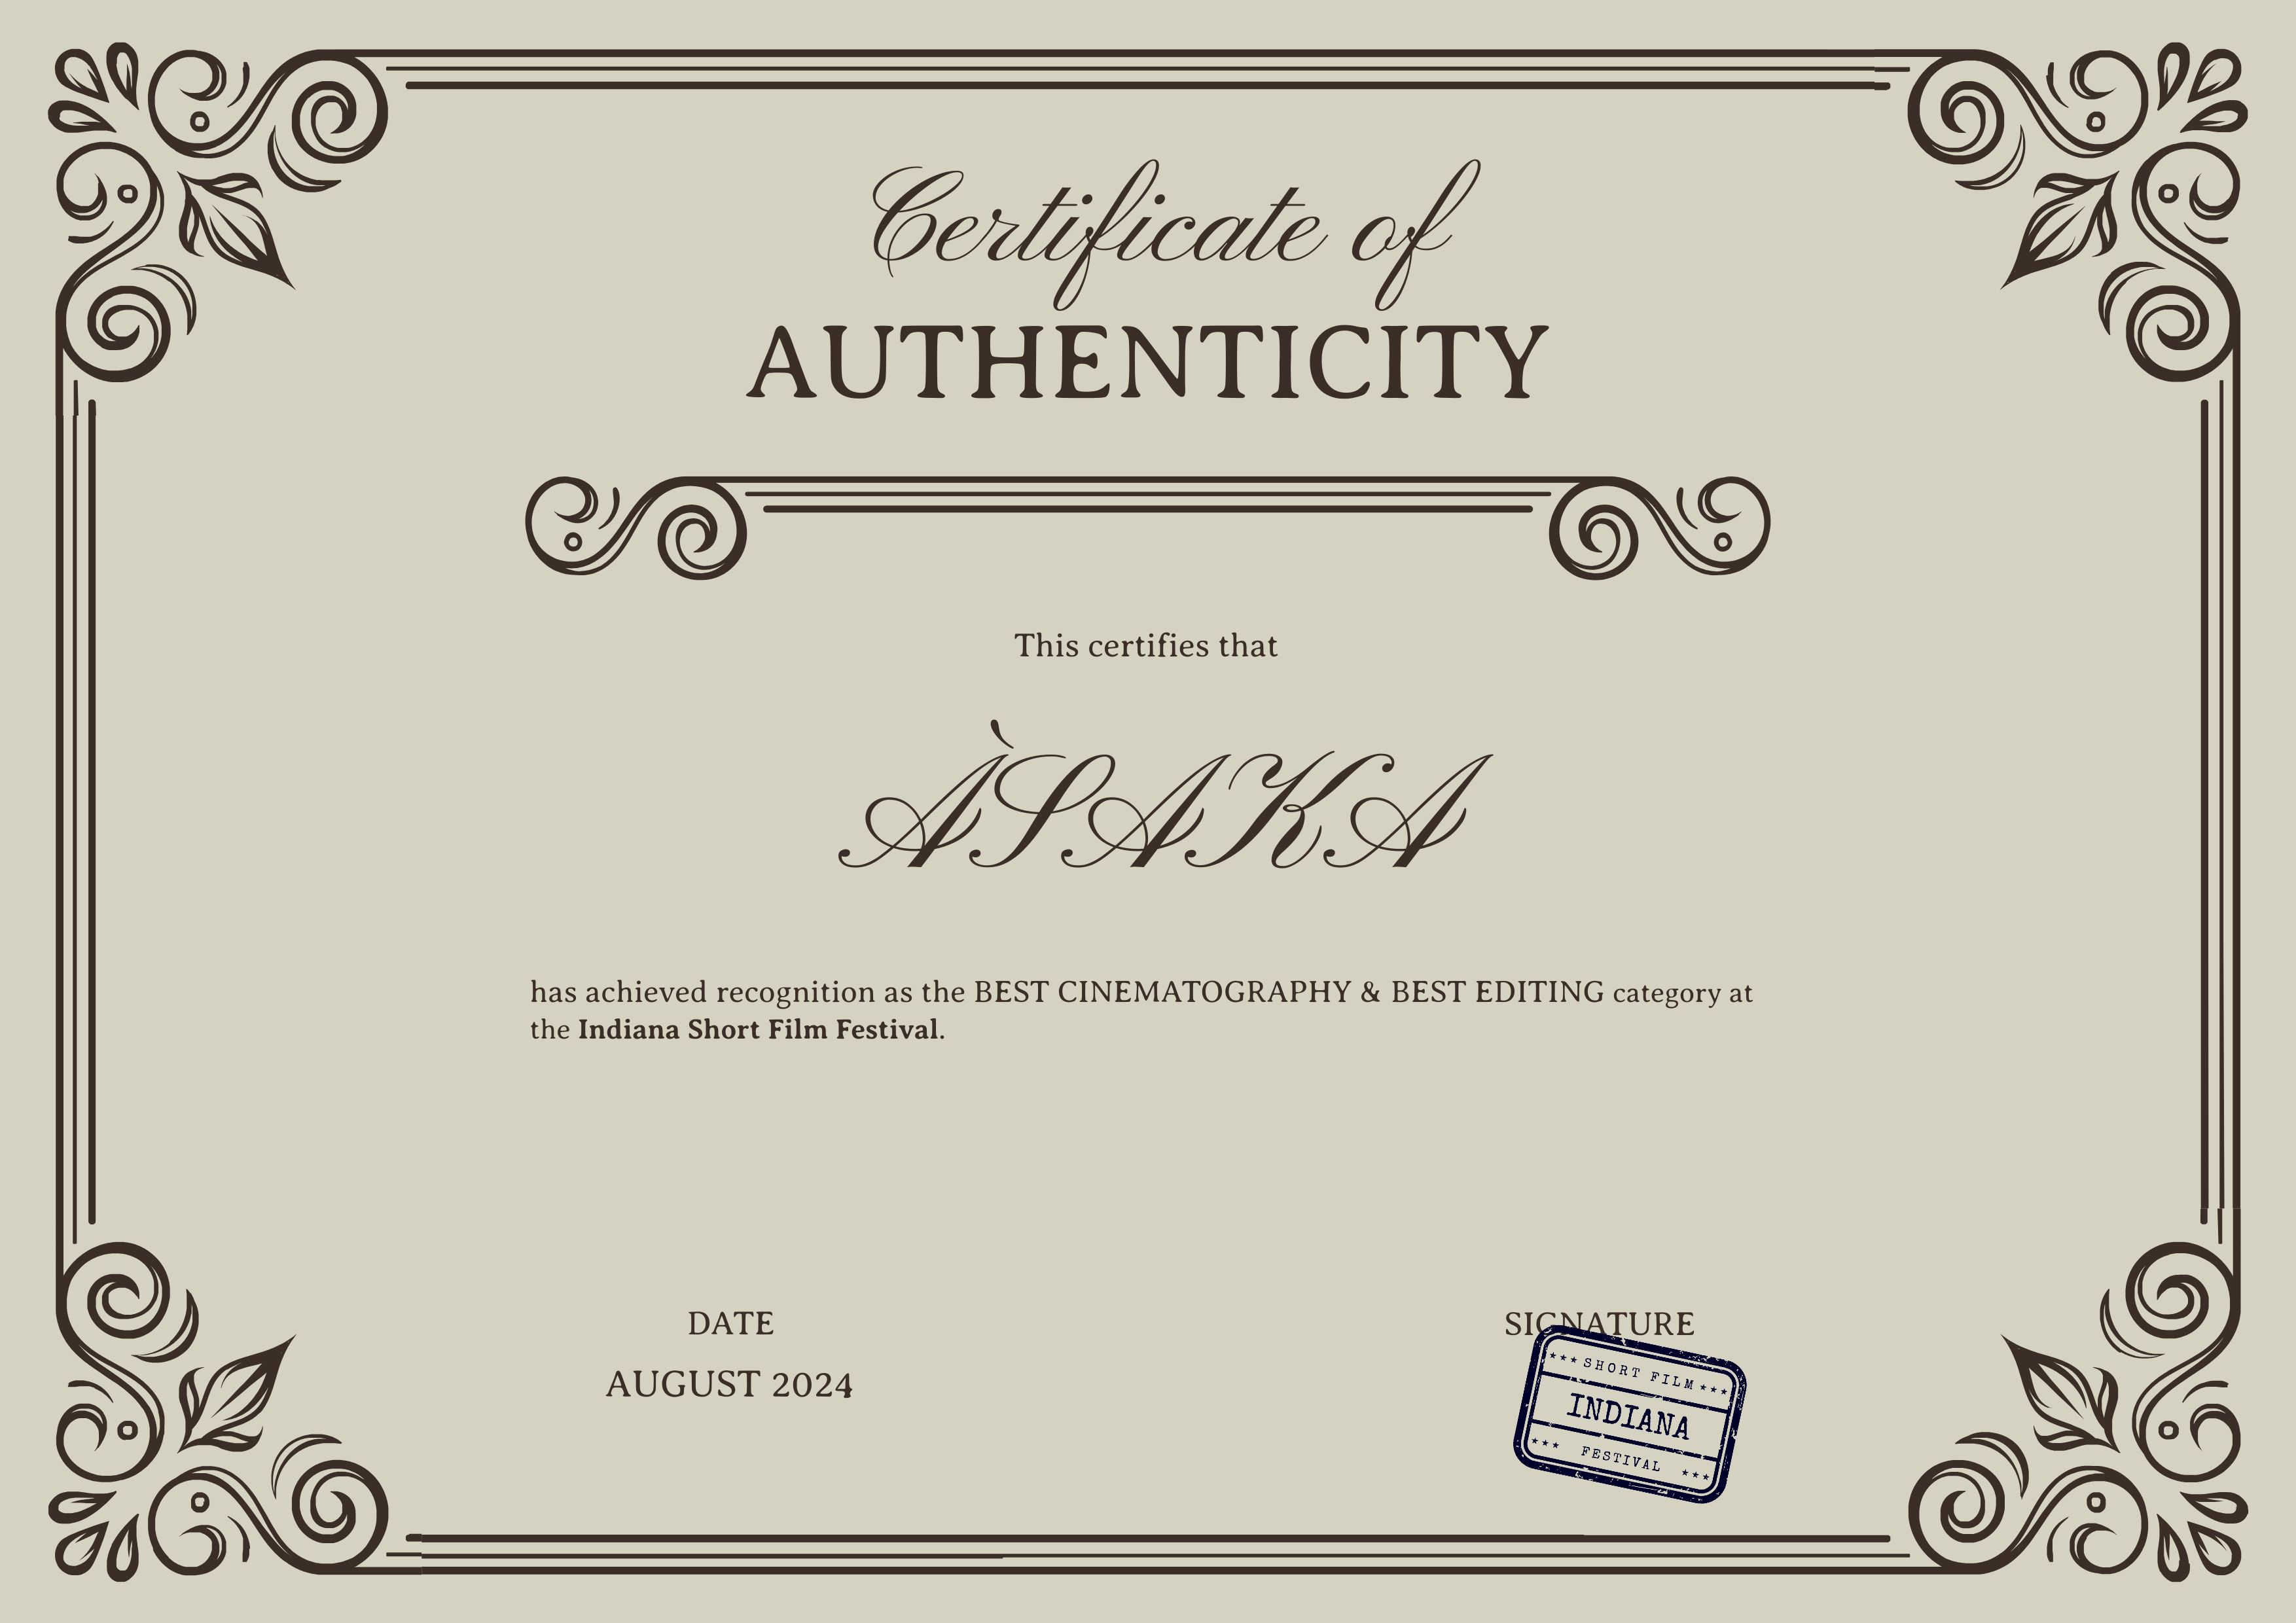 Certificate of
AUTHENTICITY
This certifies that
ÀSAKA
has achieved recognition as the BEST CINEMATOGRAPHY & BEST EDITING category at
the Indiana Short Film Festival.
DATE
AUGUST 2024
SIGNATURE
*** SHORT FILM ***
INDIANA
*** FESTIVAL ***